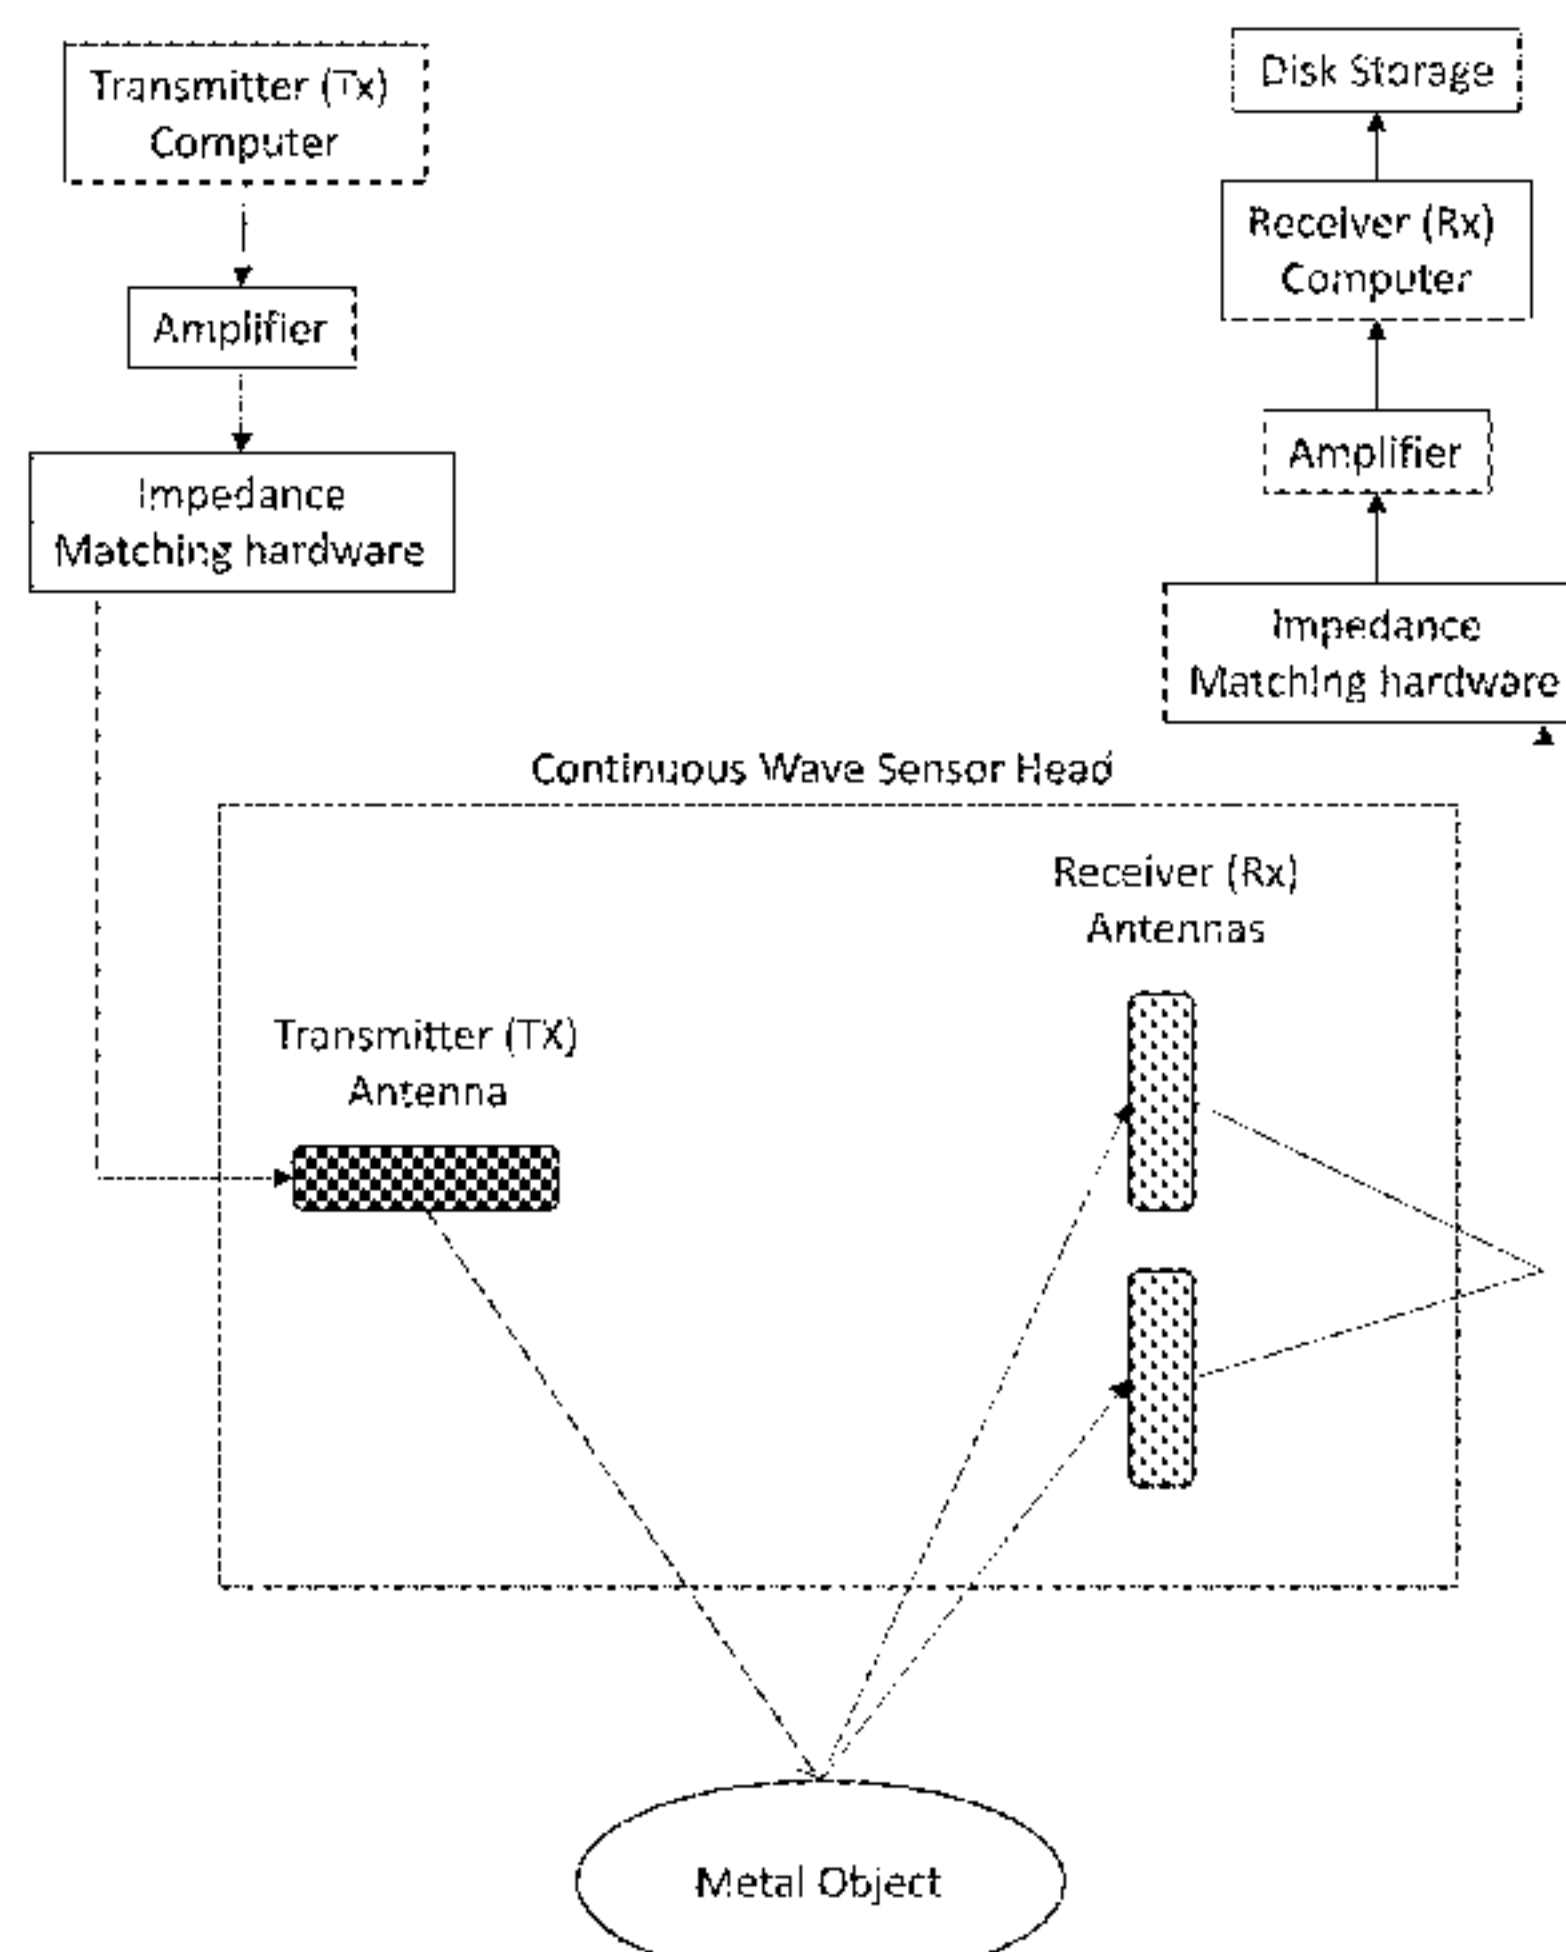 Transmitter (Tx)
Computer
Amplifier
Impedance
Matching hardware
Disk Storage
Receiver (Rx)
Computer
Amplifier
Impedance
Matching hardware
Continuous Wave Sensor Head
Receiver (Rx)
Antennas
Transmitter (TX)
Antenna
Metal Object